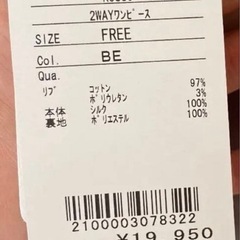 2WAYワンピース
SIZE FREE
Col. BE
Qua.
リブ コットン 97%
ポリウレタン 3%
本体 シルク 100%
裏地 ポリエステル 100%
2100003078322
¥19,950